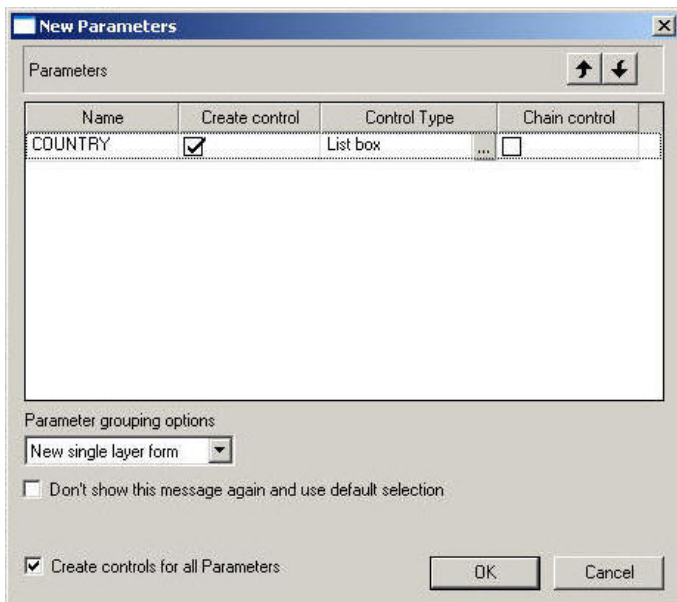 New Parameters
Parameters
Name Create control Control Type Chain control
COUNTRY List box ...
Parameter grouping options
New single layer form
Don't show this message again and use default selection
Create controls for all Parameters
OK Cancel